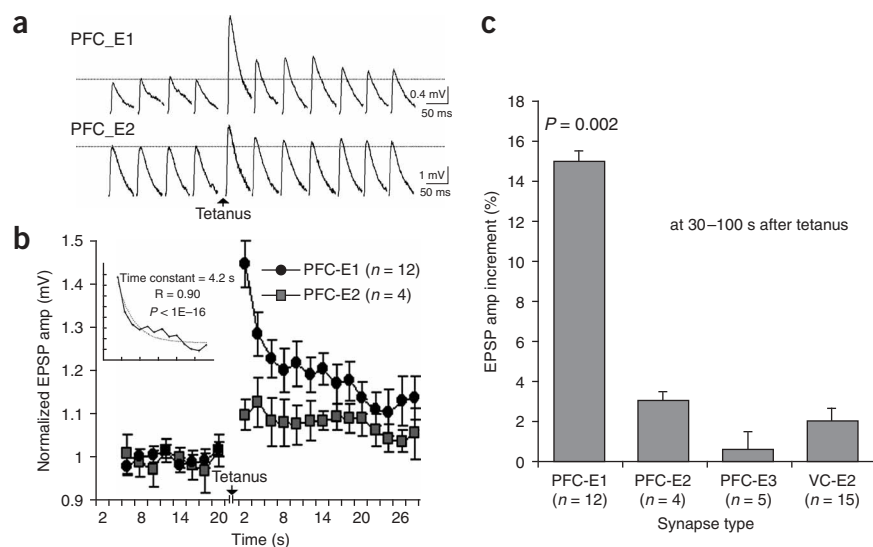 a
PFC_E1
0.4 mV
50 ms
PFC_E2
1 mV
50 ms
Tetanus
b
Normalized EPSP amp (mV)
1.5
1.4
1.3
1.2
1.1
1
0.9
Time constant = 4.2 s
R = 0.90
P < 1E–16
PFC-E1 (n = 12)
PFC-E2 (n = 4)
Tetanus
2 8 14 20 2 8 14 20 26
Time (s)
c
EPSP amp increment (%)
18
16
14
12
10
8
6
4
2
0
P = 0.002
at 30–100 s after tetanus
PFC-E1 PFC-E2 PFC-E3 VC-E2
(n = 12) (n = 4) (n = 5) (n = 15)
Synapse type